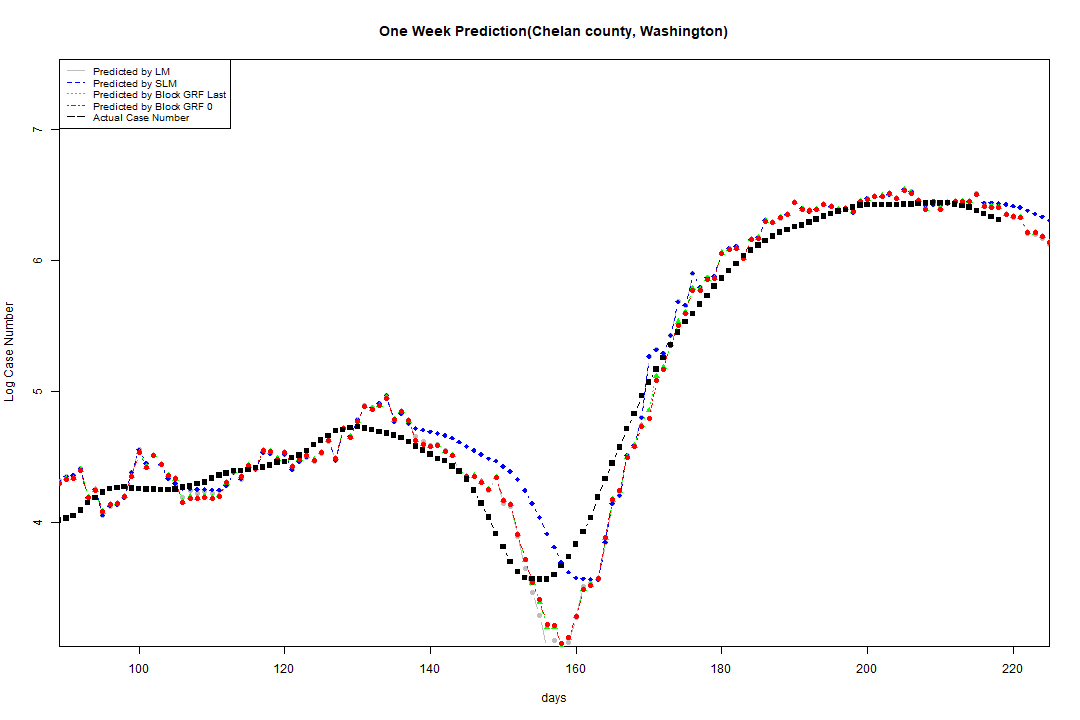 One Week Prediction(Chelan county, Washington)
Predicted by LM
Predicted by SLM
Predicted by Block GRF Last
Predicted by Block GRF 0
Actual Case Number
7
6
5
4
Log Case Number
100 120 140 160 180 200 220
days